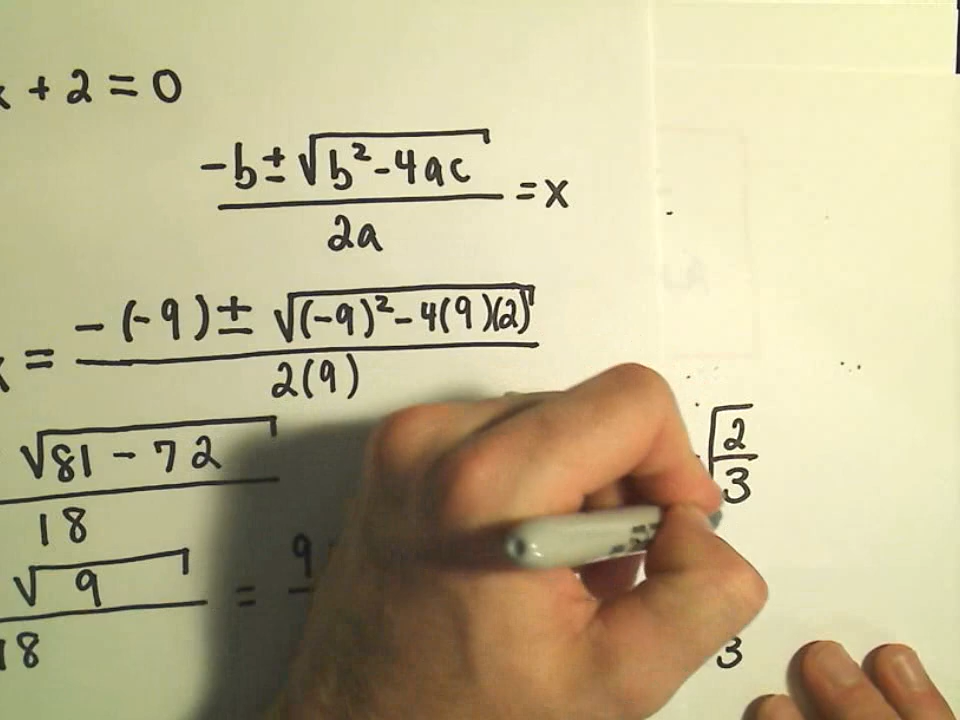 x + 2 = 0
-b ± √b² - 4ac = x
2a
x = -(-9) ± √(-9)² - 4(9)(2)
2(9)
√81 - 72
18
√2
3
√9 = 9
18
3